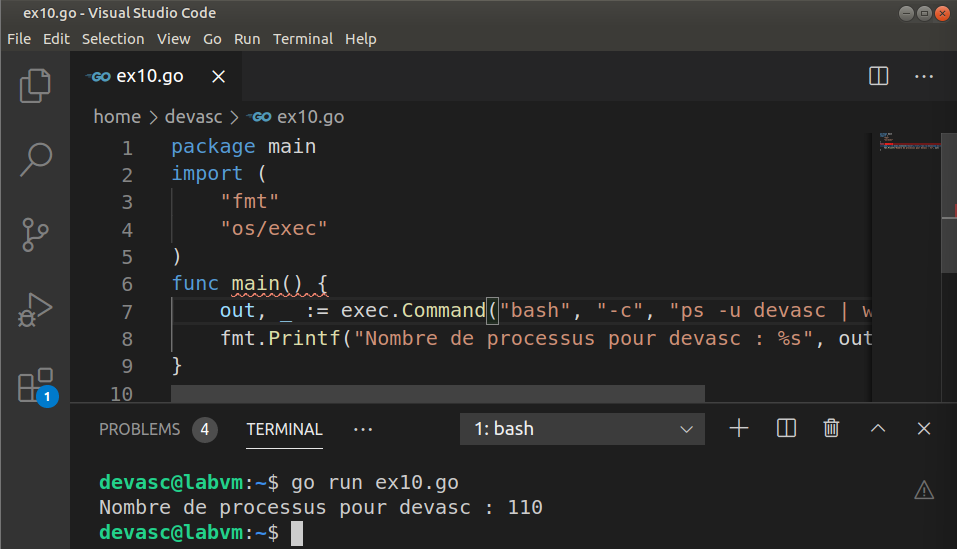 ex10.go - Visual Studio Code
File Edit Selection View Go Run Terminal Help
GO ex10.go
home > devasc > GO ex10.go
1 package main
2 import (
3 "fmt"
4 "os/exec"
5 )
6 func main() {
7 out, _ := exec.Command("bash", "-c", "ps -u devasc | w
8 fmt.Printf("Nombre de processus pour devasc : %s", out
9 }
10
1
PROBLEMS 4 TERMINAL ... 1: bash
devasc@labvm:~$ go run ex10.go
Nombre de processus pour devasc : 110
devasc@labvm:~$